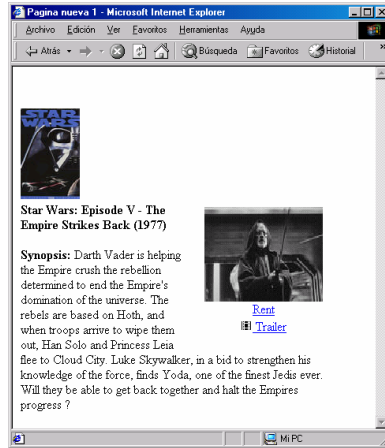 Pagina nueva 1 - Microsoft Internet Explorer
Archivo Edición Ver Favoritos Herramientas Ayuda
Atrás Búsqueda Favoritos Historial »
STAR
WARS
Star Wars: Episode V - The
Empire Strikes Back (1977)
Rent
Trailer
Synopsis: Darth Vader is helping
the Empire crush the rebellion
determined to end the Empire's
domination of the universe. The
rebels are based on Hoth, and
when troops arrive to wipe them
out, Han Solo and Princess Leia
flee to Cloud City. Luke Skywalker, in a bid to strengthen his
knowledge of the force, finds Yoda, one of the finest Jedis ever.
Will they be able to get back together and halt the Empires
progress ?
Mi PC